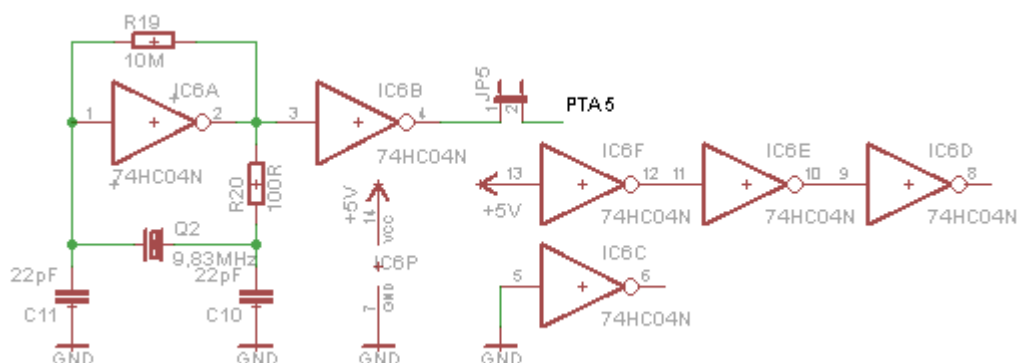 R19
10M
IC6A
1
2
74HC04N
R20
100R
Q2
9,83MHz
22pF
C11
GND
22pF
C10
GND
IC6B
3
4
74HC04N
JP5
1
2
PTA5
+5V
14
VCC
IC6P
7
GND
GND
+5V
13
IC6F
12
74HC04N
11
IC6E
10
74HC04N
9
IC6D
8
74HC04N
5
IC6C
6
74HC04N
GND